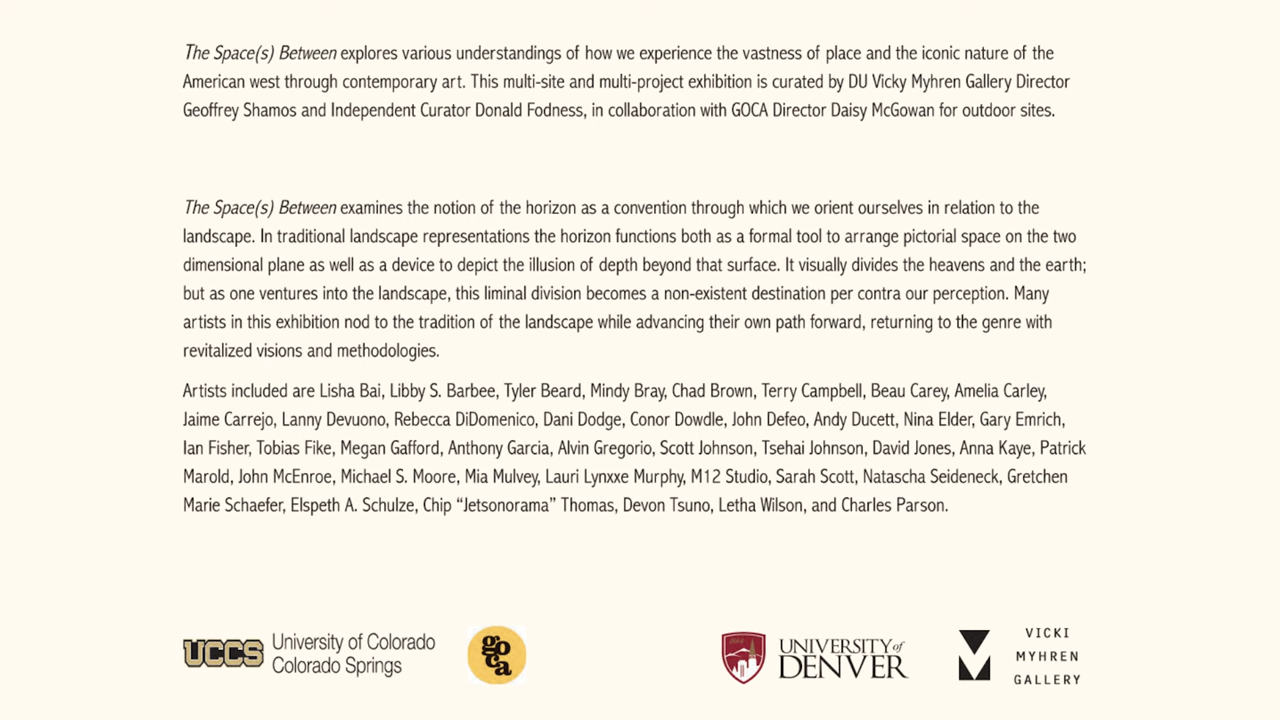 The Space(s) Between explores various understandings of how we experience the vastness of place and the iconic nature of the
American west through contemporary art. This multi-site and multi-project exhibition is curated by DU Vicky Myhren Gallery Director
Geoffrey Shamos and Independent Curator Donald Fodness, in collaboration with GOCA Director Daisy McGowan for outdoor sites.
The Space(s) Between examines the notion of the horizon as a convention through which we orient ourselves in relation to the
landscape. In traditional landscape representations the horizon functions both as a formal tool to arrange pictorial space on the two
dimensional plane as well as a device to depict the illusion of depth beyond that surface. It visually divides the heavens and the earth;
but as one ventures into the landscape, this liminal division becomes a non-existent destination per contra our perception. Many
artists in this exhibition nod to the tradition of the landscape while advancing their own path forward, returning to the genre with
revitalized visions and methodologies.
Artists included are Lisha Bai, Libby S. Barbee, Tyler Beard, Mindy Bray, Chad Brown, Terry Campbell, Beau Carey, Amelia Carley,
Jaime Carrejo, Lanny Devuono, Rebecca DiDomenico, Dani Dodge, Conor Dowdle, John Defeo, Andy Ducett, Nina Elder, Gary Emrich,
Ian Fisher, Tobias Fike, Megan Gafford, Anthony Garcia, Alvin Gregorio, Scott Johnson, Tsehai Johnson, David Jones, Anna Kaye, Patrick
Marold, John McEnroe, Michael S. Moore, Mia Mulvey, Lauri Lynxxe Murphy, M12 Studio, Sarah Scott, Natascha Seideneck, Gretchen
Marie Schaefer, Elspeth A. Schulze, Chip “Jetsonorama” Thomas, Devon Tsuno, Letha Wilson, and Charles Parson.
UCCS University of Colorado
Colorado Springs
goca
UNIVERSITY of
DENVER
VICKI
MYHREN
GALLERY